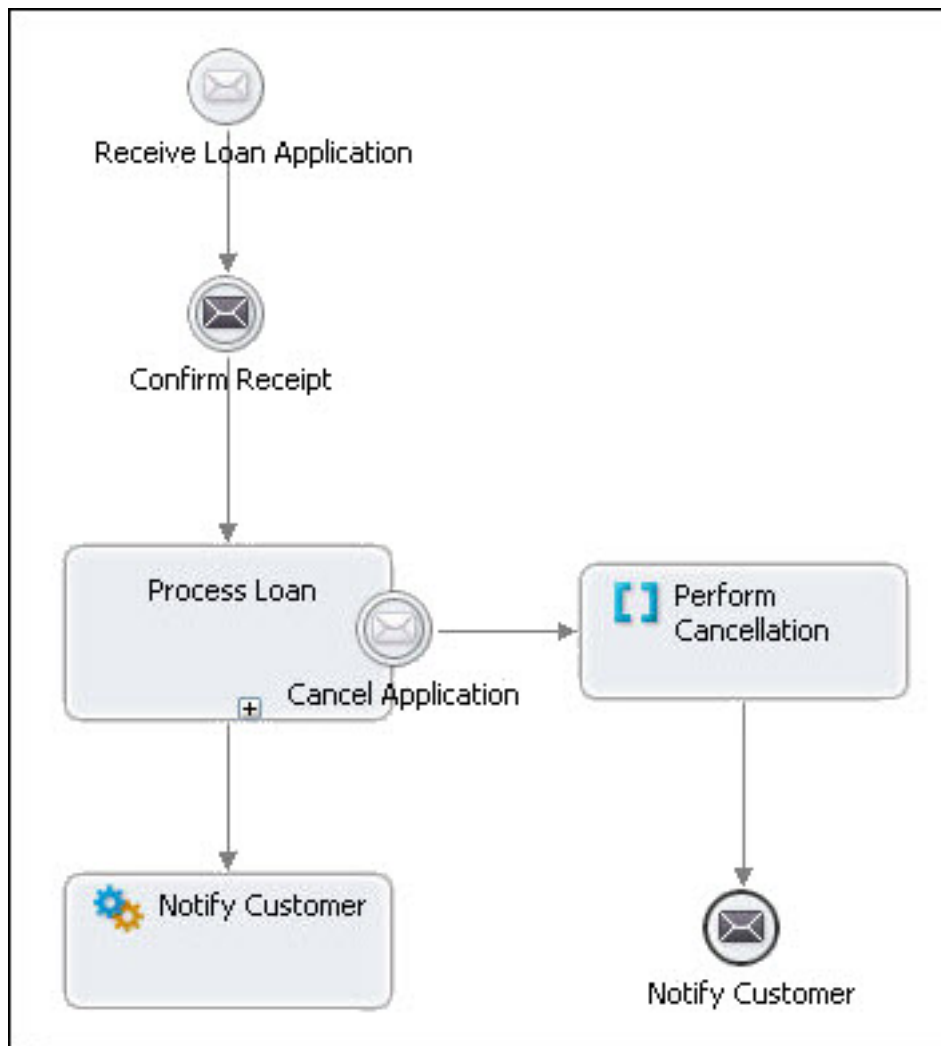 Receive Loan Application
Confirm Receipt
Process Loan
Cancel Application
Perform
Cancellation
Notify Customer
Notify Customer